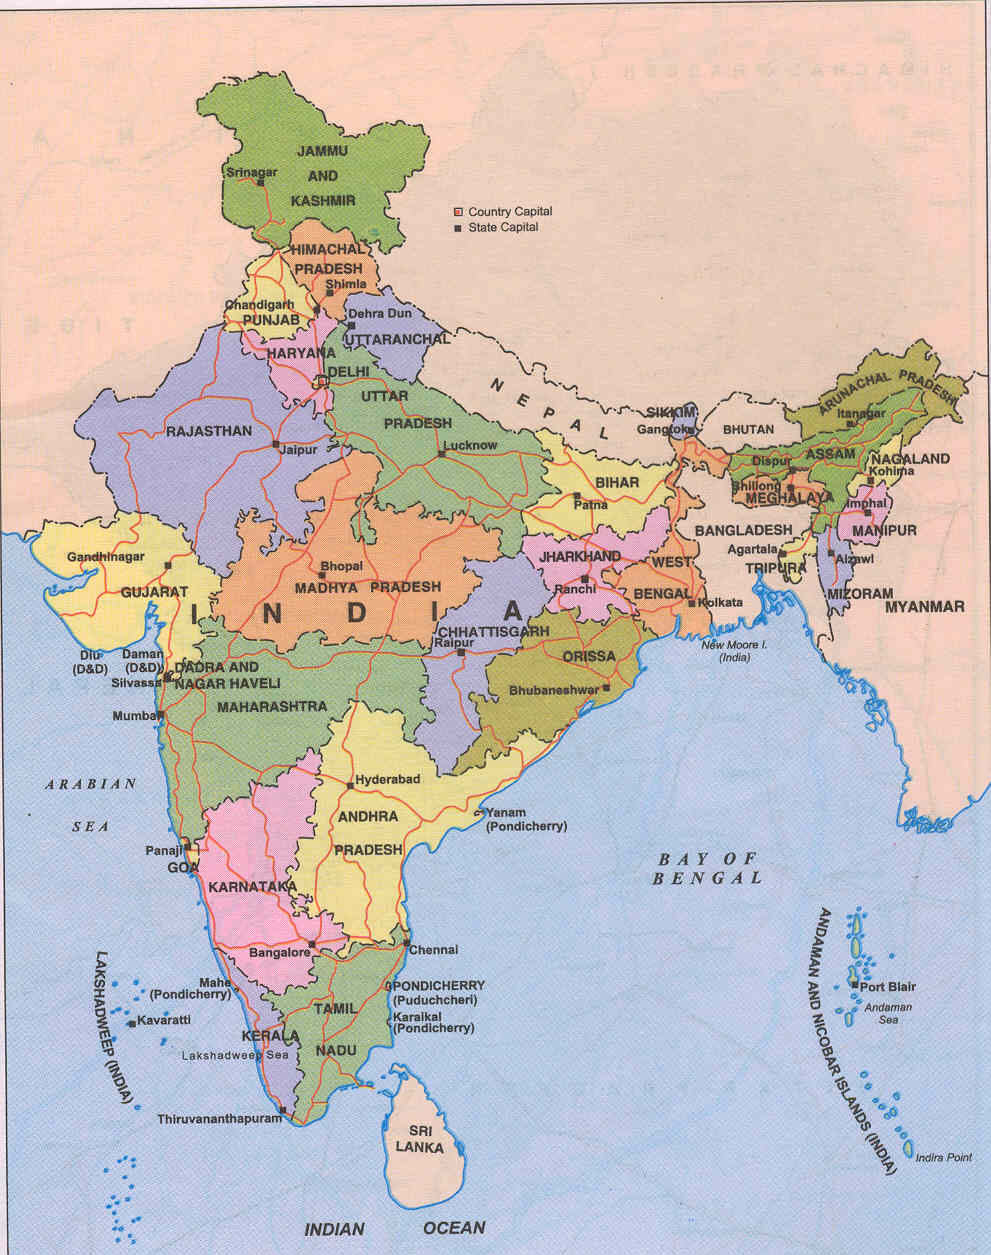 JAMMU
AND
KASHMIR
Srinagar
Country Capital
State Capital
HIMACHAL
PRADESH
Shimla
Chandigarh
PUNJAB
Dehra Dun
UTTARANCHAL
HARYANA
DELHI
UTTAR
PRADESH
Lucknow
NEPAL
SIKKIM
Gangtok
BHUTAN
ARUNACHAL PRADESH
Itanagar
ASSAM
Dispur
NAGALAND
Kohima
Shillong
MEGHALAYA
Imphal
MANIPUR
RAJASTHAN
Jaipur
BIHAR
Patna
BANGLADESH
Agartala
TRIPURA
Aizawl
MIZORAM
MYANMAR
Gandhinagar
GUJARAT
Bhopal
MADHYA PRADESH
JHARKHAND
Ranchi
WEST
BENGAL
Kolkata
INDIA
CHHATTISGARH
Raipur
ORISSA
Bhubaneshwar
New Moore I.
(India)
Diu
(D&D)
Daman
(D&D)
Silvassa
DADRA AND
NAGAR HAVELI
MAHARASHTRA
Mumbai
ARABIAN
SEA
Hyderabad
ANDHRA
PRADESH
Yanam
(Pondicherry)
Panaji
GOA
KARNATAKA
BAY OF
BENGAL
Bangalore
Chennai
Mahe
(Pondicherry)
PONDICHERRY
(Puduchcheri)
Karaikal
(Pondicherry)
TAMIL
NADU
KERALA
Lakshadweep Sea
Thiruvananthapuram
LAKSHADWEEP (INDIA)
Kavaratti
ANDAMAN AND NICOBAR ISLANDS (INDIA)
Port Blair
Andaman
Sea
Indira Point
SRI
LANKA
INDIAN OCEAN